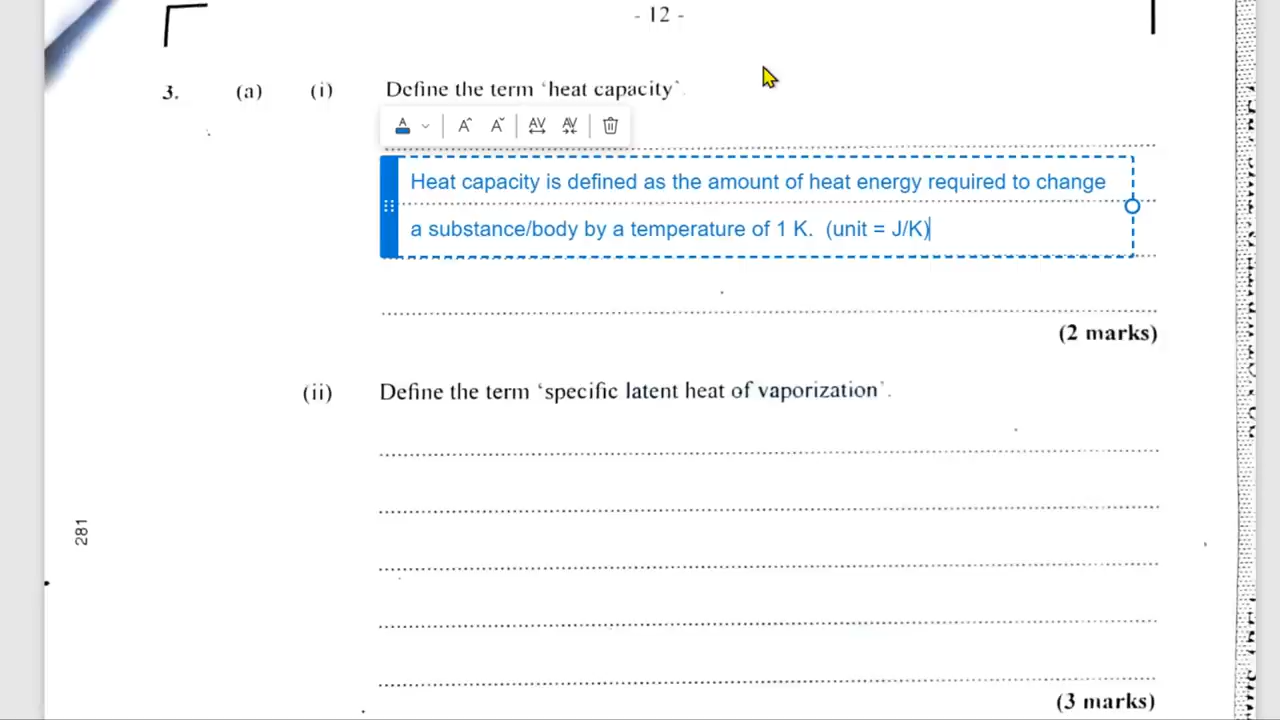 - 12 -
3. (a) (i) Define the term ‘heat capacity’.
Heat capacity is defined as the amount of heat energy required to change
a substance/body by a temperature of 1 K. (unit = J/K)
(2 marks)
(ii) Define the term ‘specific latent heat of vaporization’.
281
(3 marks)